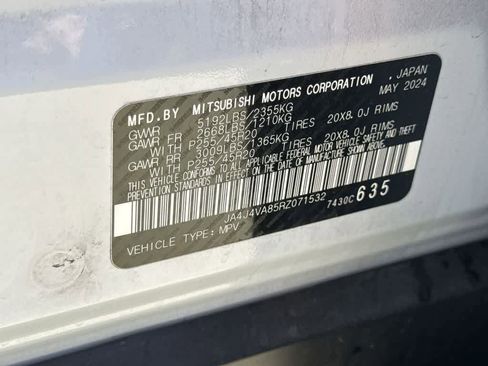 MFD.BY MITSUBISHI MOTORS CORPORATION, JAPAN
GVWR 5192LBS/2355KG MAY 2024
GAWR FR 2668LBS/1210KG
WITH P255/45R20 TIRES 20X8.0J RIMS
GAWR RR 3009LBS/1365KG
WITH P255/45R20 TIRES 20X8.0J RIMS
THIS VEHICLE CONFORMS TO ALL APPLICABLE FEDERAL MOTOR VEHICLE SAFETY, BUMPER AND THEFT
PREVENTION STANDARDS IN EFFECT ON THE DATE OF MANUFACTURE SHOWN ABOVE.
JA4J4VA85RZ071532 7430C 635
VEHICLE TYPE: MPV